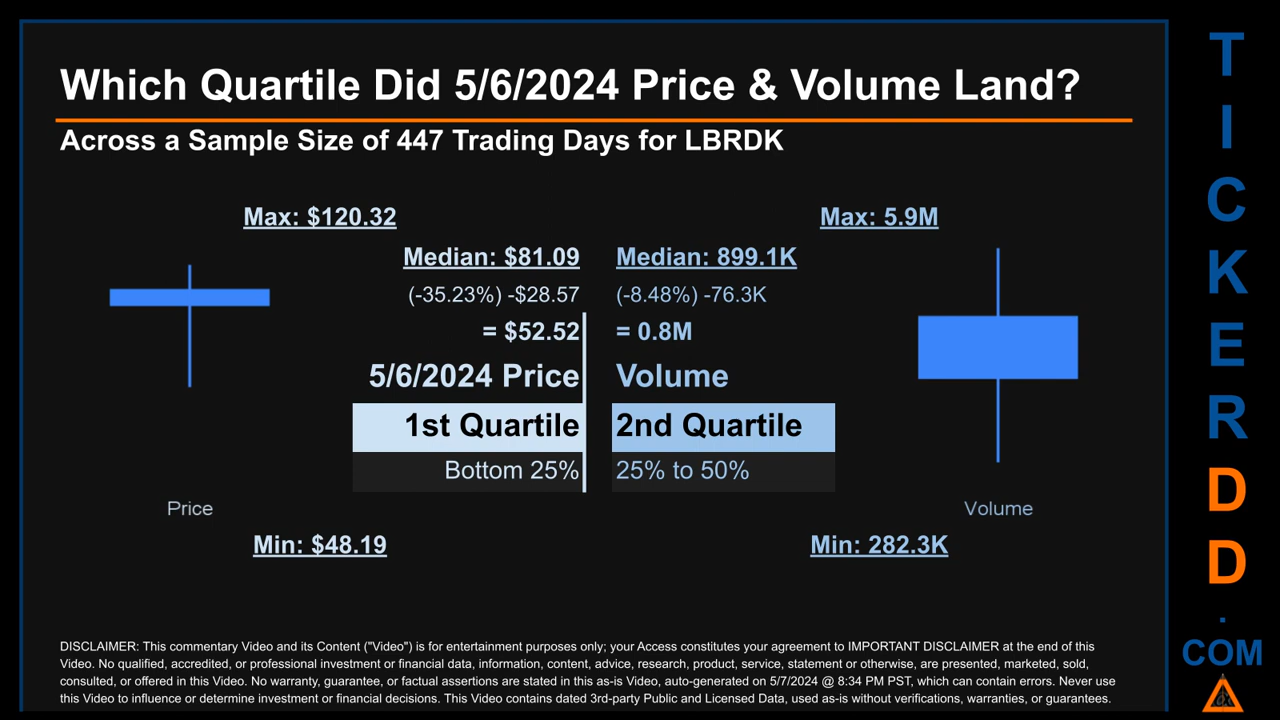 Which Quartile Did 5/6/2024 Price & Volume Land?
Across a Sample Size of 447 Trading Days for LBRDK
Max: $120.32
Max: 5.9M
Median: $81.09
Median: 899.1K
(-35.23%) -$28.57
(-8.48%) -76.3K
= $52.52
= 0.8M
5/6/2024 Price
Volume
1st Quartile
2nd Quartile
Bottom 25%
25% to 50%
Price
Volume
Min: $48.19
Min: 282.3K
DISCLAIMER: This commentary Video and its Content ("Video") is for entertainment purposes only; your Access constitutes your agreement to IMPORTANT DISCLAIMER at the end of this
Video. No qualified, accredited, or professional investment or financial data, information, content, advice, research, product, service, statement or otherwise, are presented, marketed, sold,
consulted, or offered in this Video. No warranty, guarantee, or factual assertions are stated in this as-is Video, auto-generated on 5/7/2024 @ 8:34 PM PST, which can contain errors. Never use
this Video to influence or determine investment or financial decisions. This Video contains dated 3rd-party Public and Licensed Data, used as-is without verifications, warranties, or guarantees.
T
I
C
K
E
R
D
D
.
COM